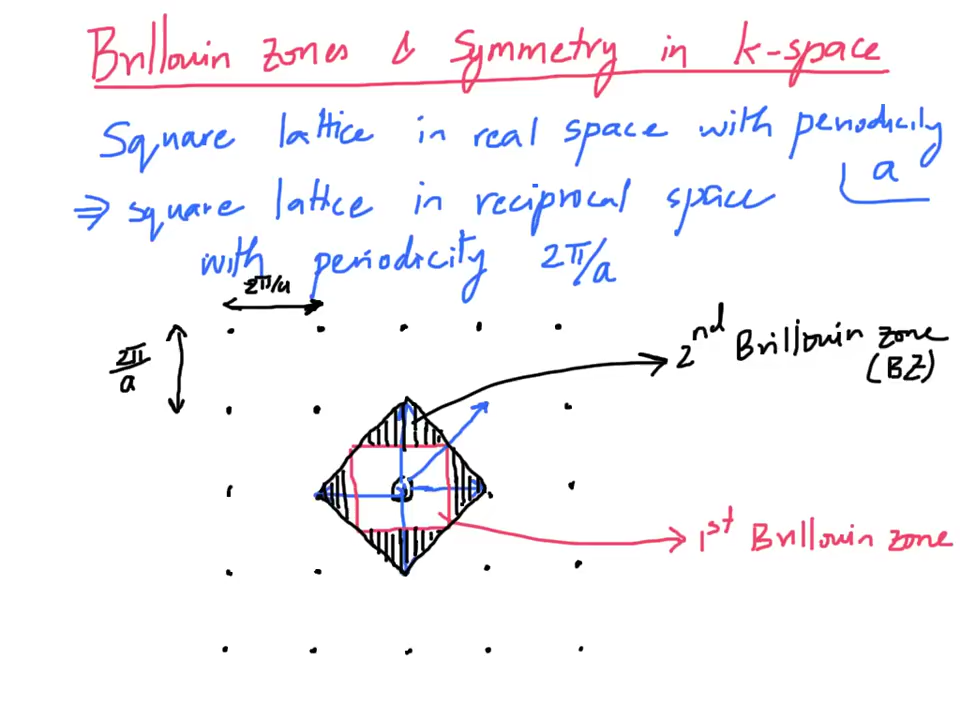 Brillouin zones & Symmetry in k-space
Square lattice in real space with periodicity a
⇒ square lattice in reciprocal space
with periodicity 2π/a
2π/a
2π/a
2nd Brillouin zone
(BZ)
1st Brillouin zone